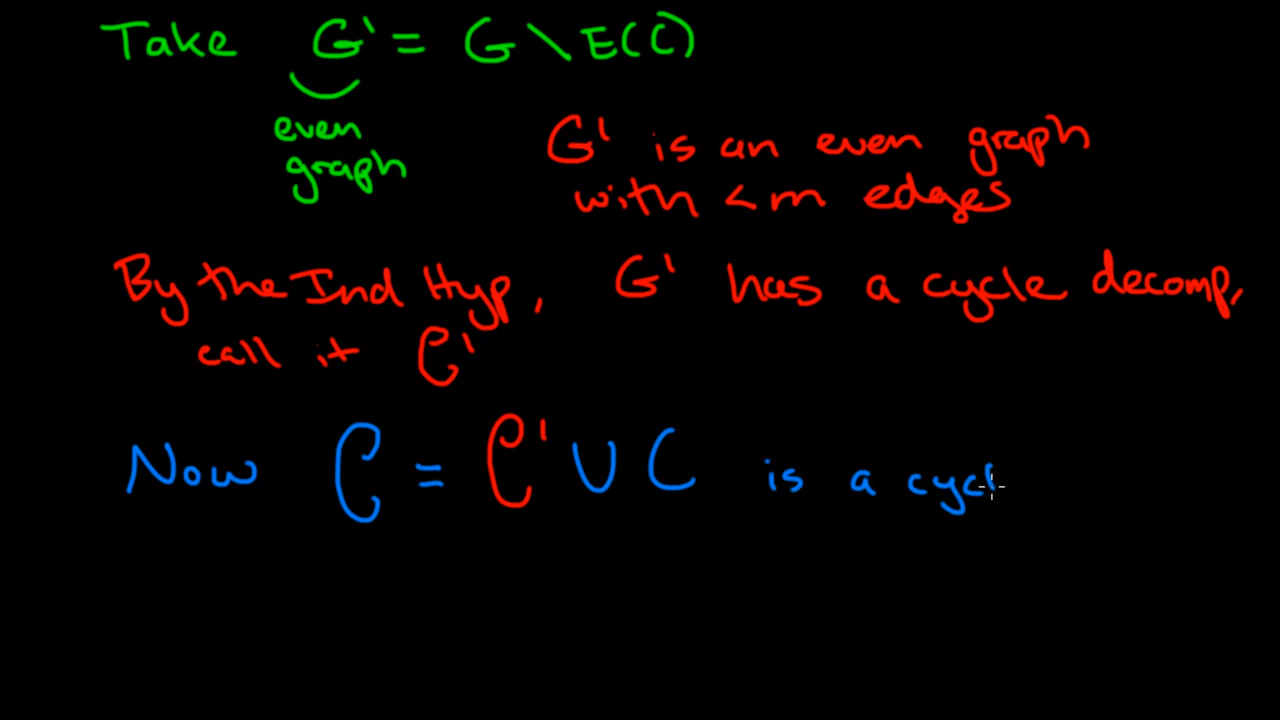 Take G' = G \ E(C)
even
graph
G' is an even graph
with < m edges
By the Ind Hyp, G' has a cycle decomp,
call it C'
Now C = C' ∪ C is a cycl